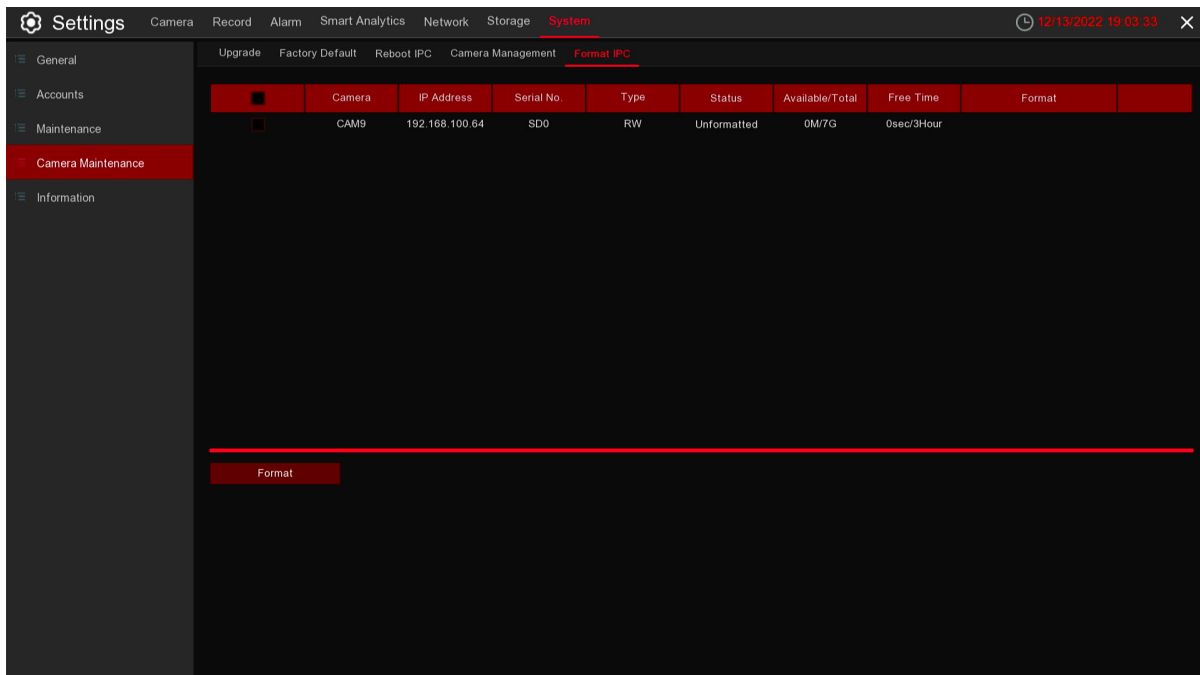 Settings Camera Record Alarm Smart Analytics Network Storage System 12/13/2022 19:03:33
General
Accounts
Maintenance
Camera Maintenance
Information
Upgrade Factory Default Reboot IPC Camera Management Format IPC
Camera IP Address Serial No. Type Status Available/Total Free Time Format
CAM9 192.168.100.64 SD0 RW Unformatted 0M/7G 0sec/3Hour
Format